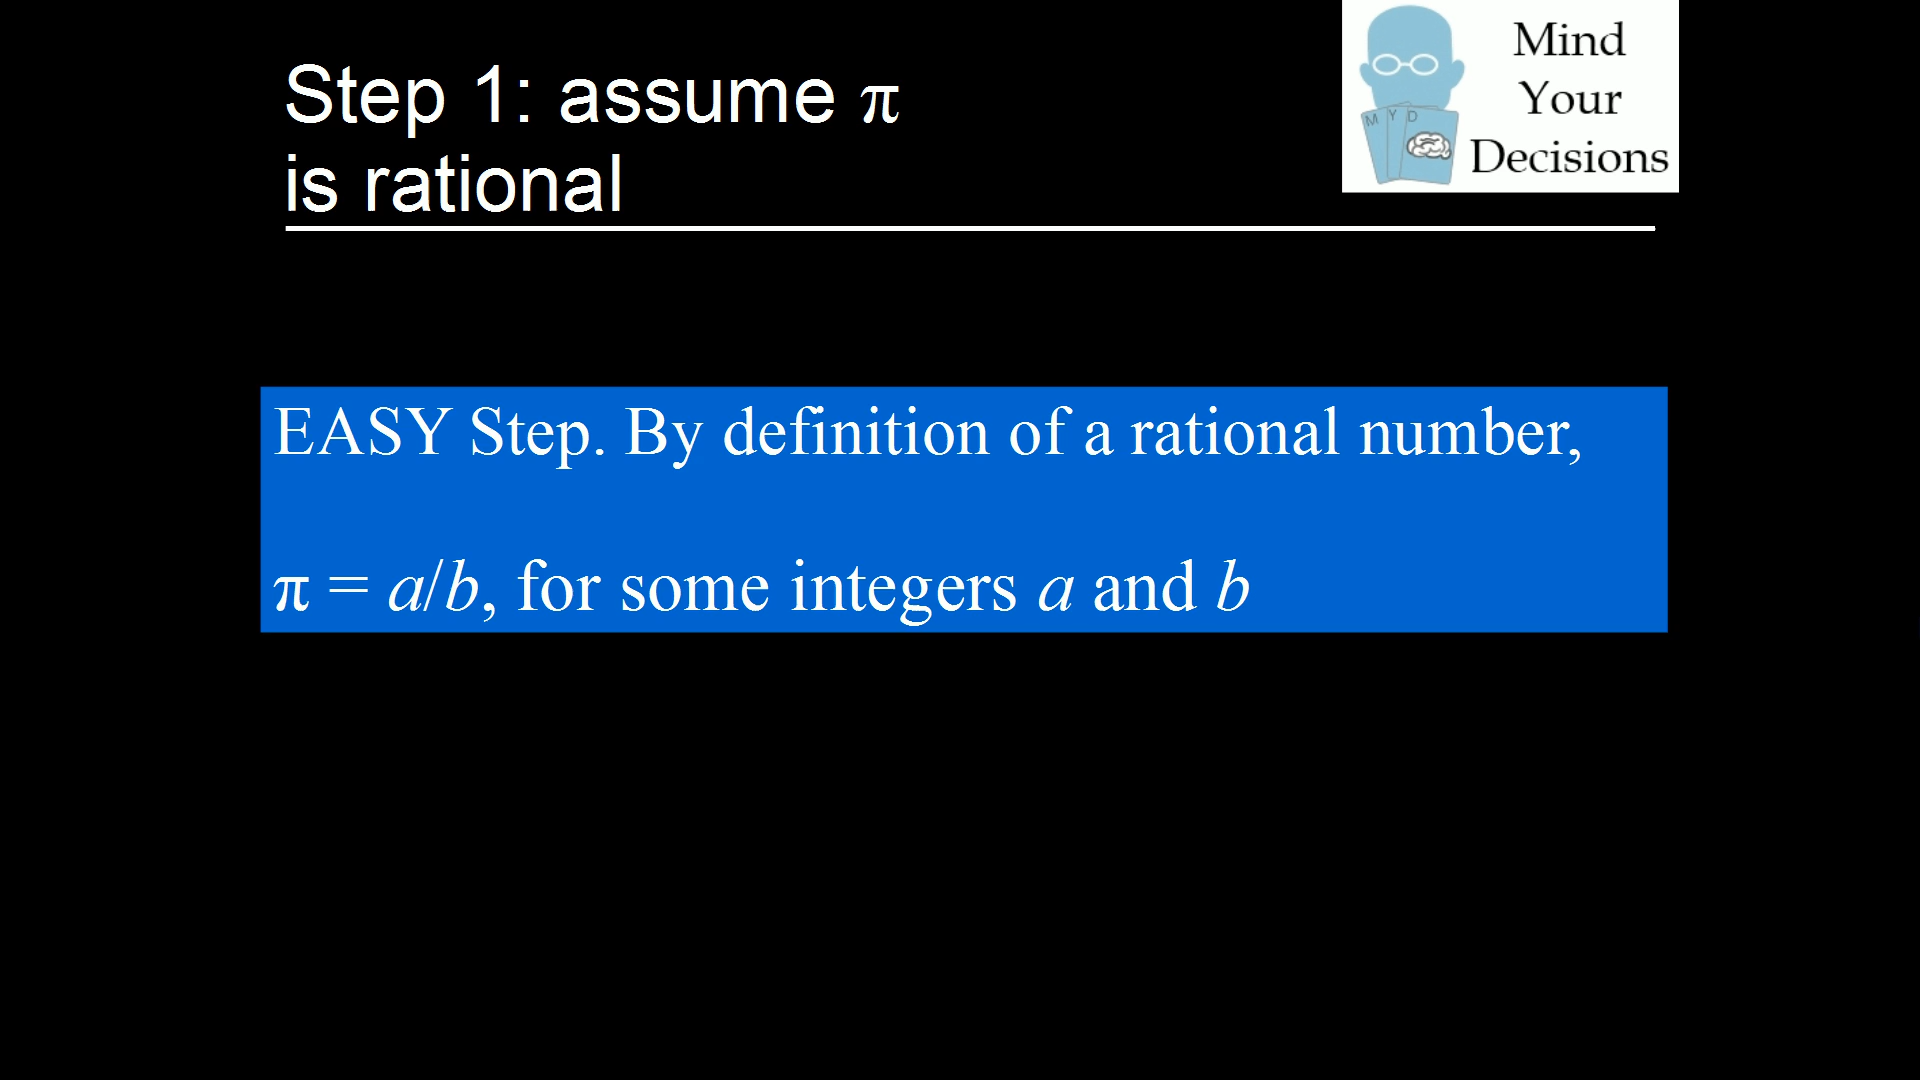 Step 1: assume π
is rational
Mind
Your
Decisions
M Y D
EASY Step. By definition of a rational number,
π = a/b, for some integers a and b